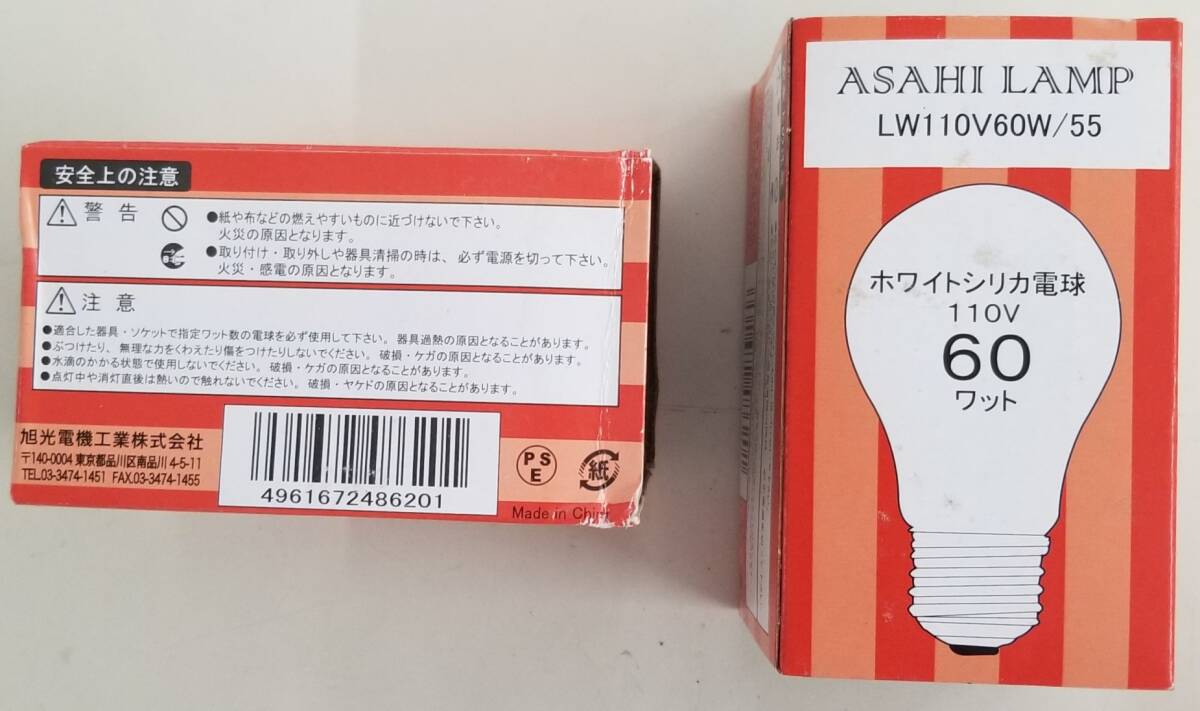 安全上の注意
警告
●紙や布などの燃えやすいものに近づけないで下さい。
火災の原因となります。
●取り付け・取り外しや器具清掃の時は、必ず電源を切って下さい。
火災・感電の原因となります。
注意
●適合した器具・ソケットで指定ワット数の電球を必ず使用して下さい。器具過熱の原因となることがあります。
●ぶつけたり、無理な力をくわえたり傷をつけたりしないでください。破損・ケガの原因となることがあります。
●水滴のかかる状態で使用しないでください。破損・ケガの原因となることがあります。
●点灯中や消灯直後は熱いので触れないでください。破損・ヤケドの原因となることがあります。
旭光電機工業株式会社
〒140-0004 東京都品川区南品川 4-5-11
TEL.03-3474-1451 FAX.03-3474-1455
4961672486201
PSE
紙
Made in China
ASAHI LAMP
LW110V60W/55
ホワイトシリカ電球
110V
60
ワット